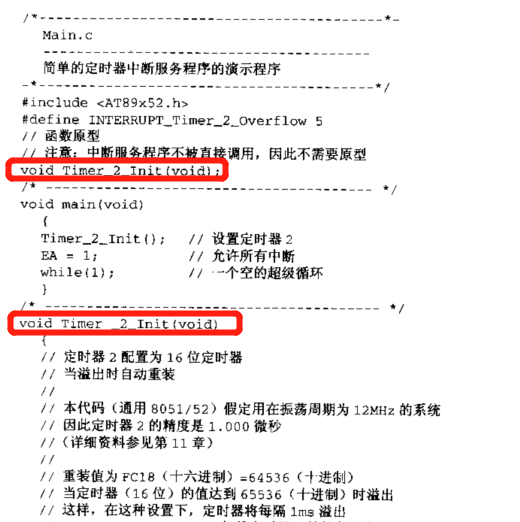 /*------------------------------------------*-
Main.c
------------------------------------------
简单的定时器中断服务程序的演示程序
-*------------------------------------------*/
#include <AT89x52.h>
#define INTERRUPT_Timer_2_Overflow 5
// 函数原型
// 注意：中断服务程序不被直接调用，因此不需要原型
void Timer_2_Init(void);
/* ------------------------------------------ */
void main(void)
{
Timer_2_Init(); // 设置定时器 2
EA = 1; // 允许所有中断
while(1); // 一个空的超级循环
}
/* ------------------------------------------ */
void Timer _2_Init(void)
{
// 定时器 2 配置为 16 位定时器
// 当溢出时自动重装
//
// 本代码（通用 8051/52）假定用在振荡周期为 12MHz 的系统
// 因此定时器 2 的精度是 1.000 微秒
//（详细资料参见第 11 章）
//
// 重装值为 FC18（十六进制）=64536（十进制）
// 当定时器（16 位）的值达到 65536（十进制）时溢出
// 这样，在这种设置下，定时器将每隔 1ms 溢出